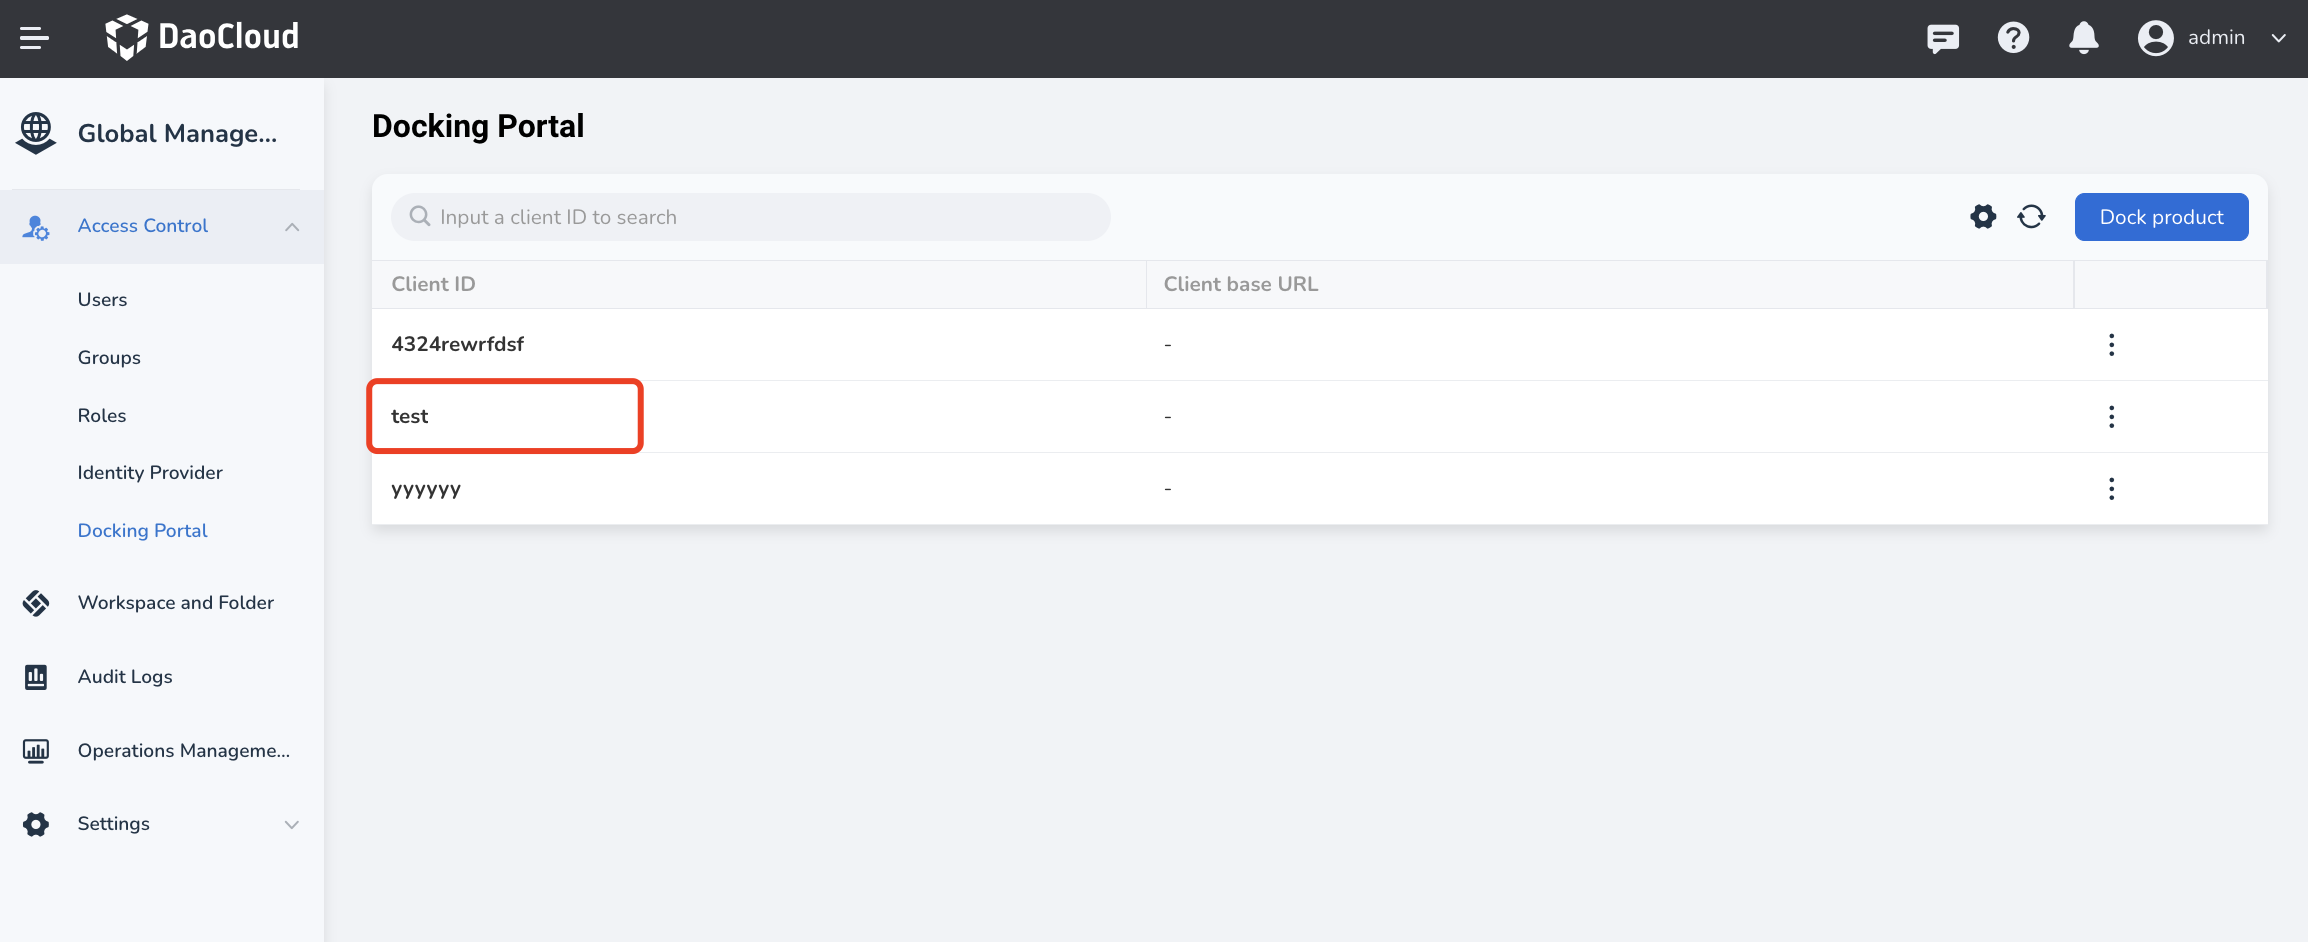 DaoCloud
admin
Global Manage...
Access Control
Users
Groups
Roles
Identity Provider
Docking Portal
Workspace and Folder
Audit Logs
Operations Manageme...
Settings
Docking Portal
Input a client ID to search
Dock product
Client ID Client base URL
4324rewrfdsf -
test -
yyyyyy -